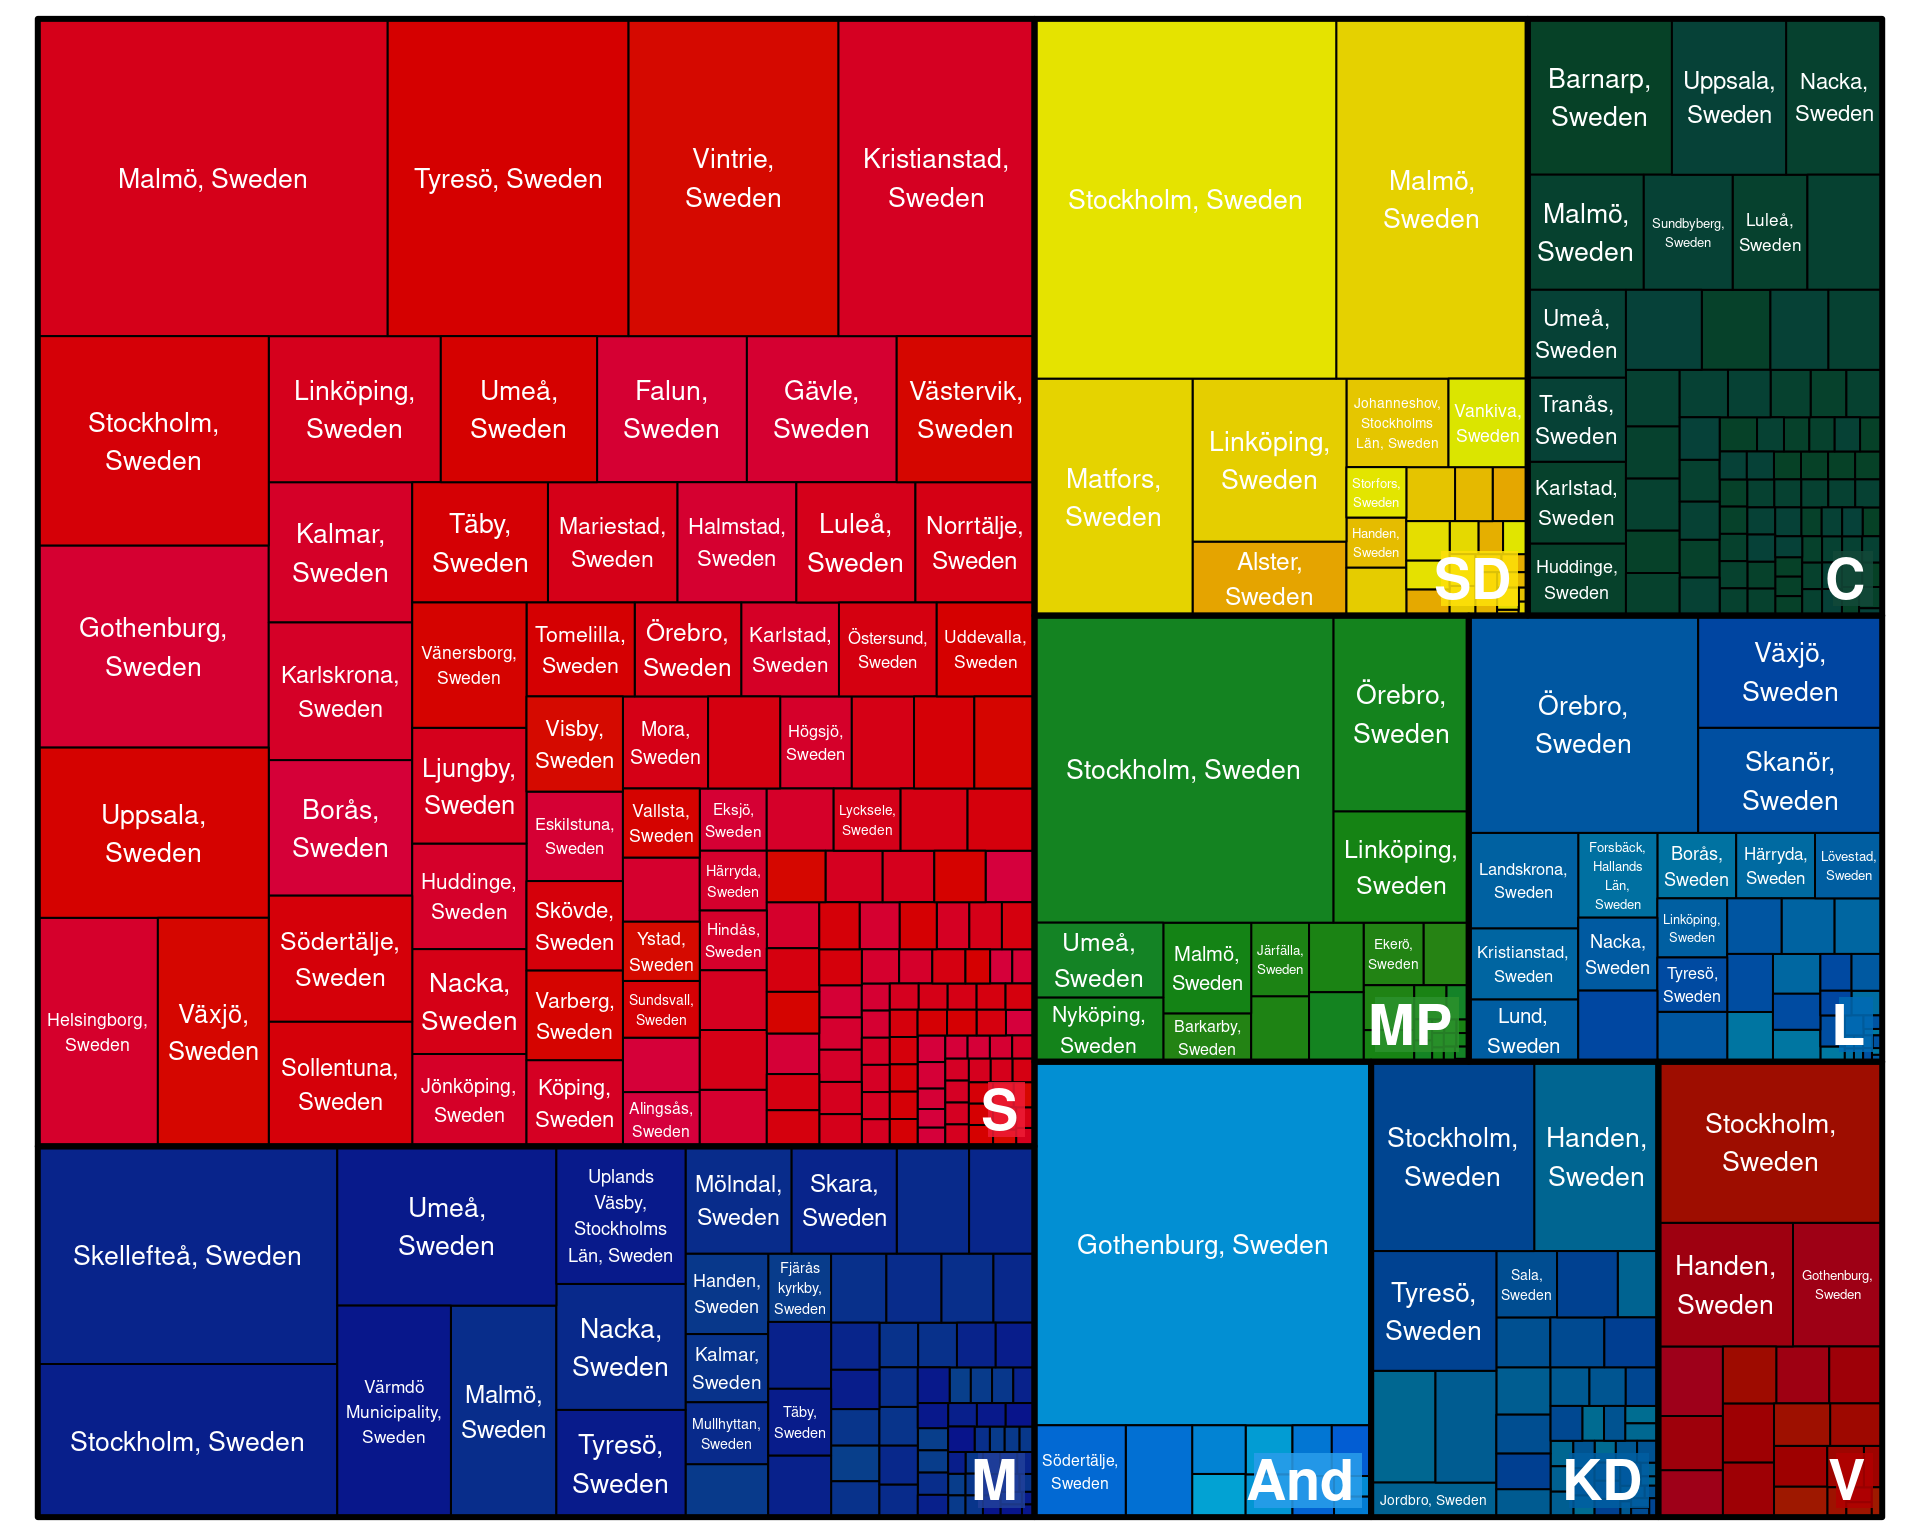 Malmö, Sweden
Tyresö, Sweden
Vintrie,
Sweden
Kristianstad,
Sweden
Stockholm,
Sweden
Linköping,
Sweden
Umeå,
Sweden
Falun,
Sweden
Gävle,
Sweden
Västervik,
Sweden
Gothenburg,
Sweden
Kalmar,
Sweden
Täby,
Sweden
Mariestad,
Sweden
Halmstad,
Sweden
Luleå,
Sweden
Norrtälje,
Sweden
Karlskrona,
Sweden
Vänersborg,
Sweden
Tomelilla,
Sweden
Örebro,
Sweden
Karlstad,
Sweden
Östersund,
Sweden
Uddevalla,
Sweden
Uppsala,
Sweden
Borås,
Sweden
Ljungby,
Sweden
Visby,
Sweden
Mora,
Sweden
Högsjö,
Sweden
Eskilstuna,
Sweden
Vallsta,
Sweden
Eksjö,
Sweden
Lycksele,
Sweden
Huddinge,
Sweden
Härryda,
Sweden
Helsingborg,
Sweden
Växjö,
Sweden
Södertälje,
Sweden
Skövde,
Sweden
Ystad,
Sweden
Hindås,
Sweden
Nacka,
Sweden
Varberg,
Sweden
Sundsvall,
Sweden
Sollentuna,
Sweden
Jönköping,
Sweden
Köping,
Sweden
Alingsås,
Sweden
S
Skellefteå, Sweden
Stockholm, Sweden
Umeå,
Sweden
Värmdö
Municipality,
Sweden
Malmö,
Sweden
Uplands
Väsby,
Stockholms
Län, Sweden
Nacka,
Sweden
Tyresö,
Sweden
Mölndal,
Sweden
Skara,
Sweden
Handen,
Sweden
Fjärås
kyrkby,
Sweden
Kalmar,
Sweden
Mullhyttan,
Sweden
Täby,
Sweden
M
Stockholm, Sweden
Malmö,
Sweden
Matfors,
Sweden
Linköping,
Sweden
Alster,
Sweden
Johanneshov,
Stockholms
Län, Sweden
Vankiva,
Sweden
Storfors,
Sweden
Handen,
Sweden
SD
Barnarp,
Sweden
Uppsala,
Sweden
Nacka,
Sweden
Malmö,
Sweden
Sundbyberg,
Sweden
Luleå,
Sweden
Umeå,
Sweden
Tranås,
Sweden
Karlstad,
Sweden
Huddinge,
Sweden
C
Stockholm, Sweden
Örebro,
Sweden
Linköping,
Sweden
Umeå,
Sweden
Nyköping,
Sweden
Malmö,
Sweden
Barkarby,
Sweden
Järfälla,
Sweden
Ekerö,
Sweden
MP
Örebro,
Sweden
Växjö,
Sweden
Skanör,
Sweden
Landskrona,
Sweden
Forsbäck,
Hallands
Län,
Sweden
Borås,
Sweden
Härryda,
Sweden
Lövestad,
Sweden
Kristianstad,
Sweden
Nacka,
Sweden
Linköping,
Sweden
Tyresö,
Sweden
Lund,
Sweden
L
Gothenburg, Sweden
Södertälje,
Sweden
And
Stockholm,
Sweden
Handen,
Sweden
Tyresö,
Sweden
Sala,
Sweden
Jordbro, Sweden
KD
Stockholm,
Sweden
Handen,
Sweden
Gothenburg,
Sweden
V